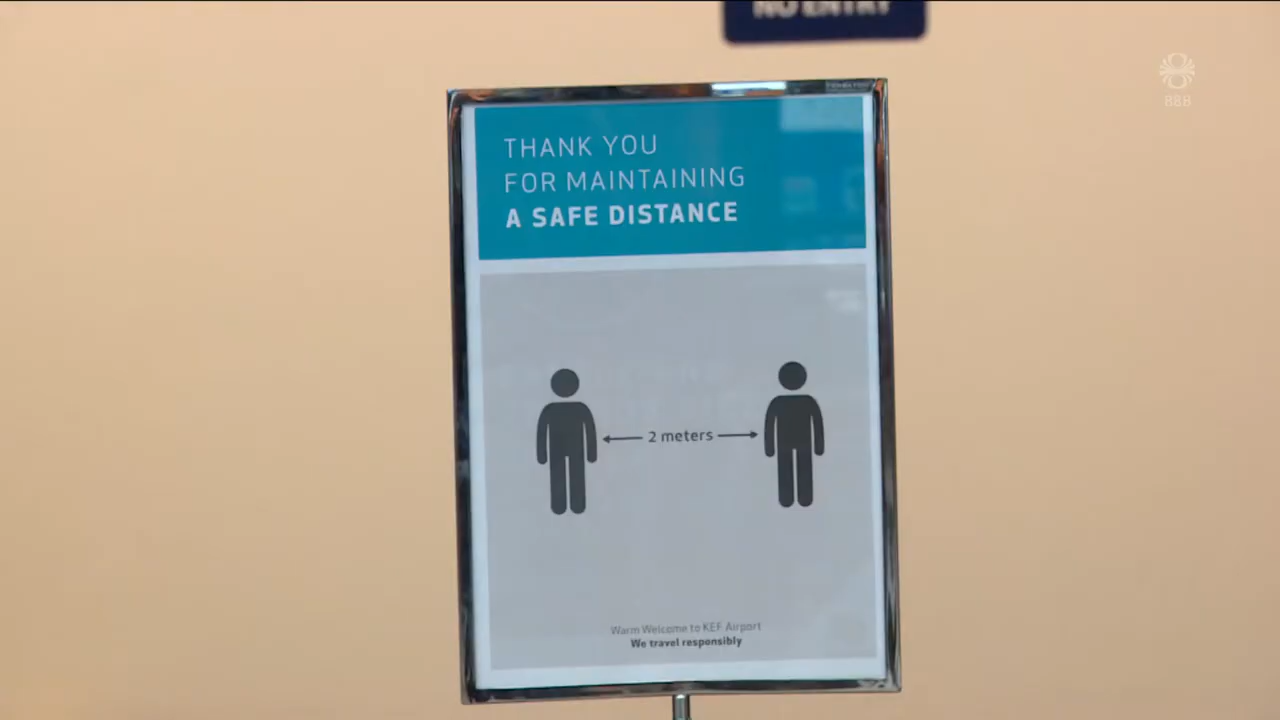 NO ENTRY
THANK YOU
FOR MAINTAINING
A SAFE DISTANCE
2 meters
Warm Welcome to KEF Airport
We travel responsibly